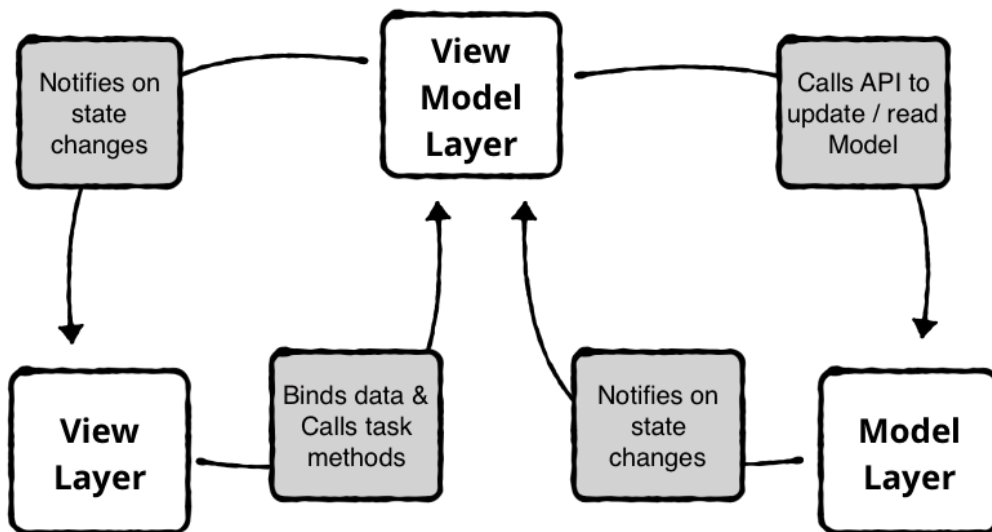 Notifies on
state
changes
View
Model
Layer
Calls API to
update / read
Model
View
Layer
Binds data &
Calls task
methods
Notifies on
state
changes
Model
Layer